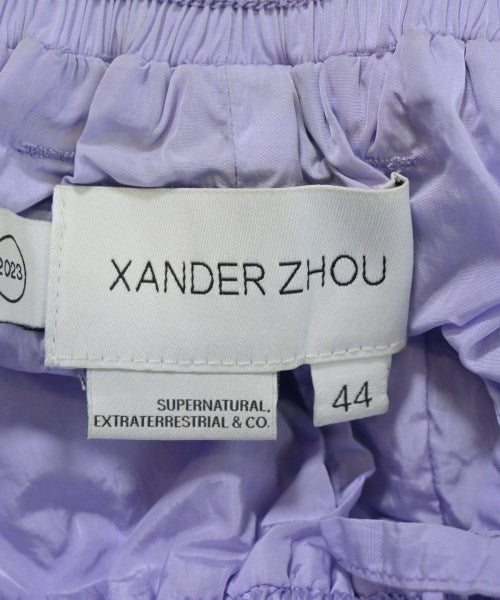 2023
XANDER ZHOU
SUPERNATURAL,
EXTRATERRESTRIAL & CO.
44